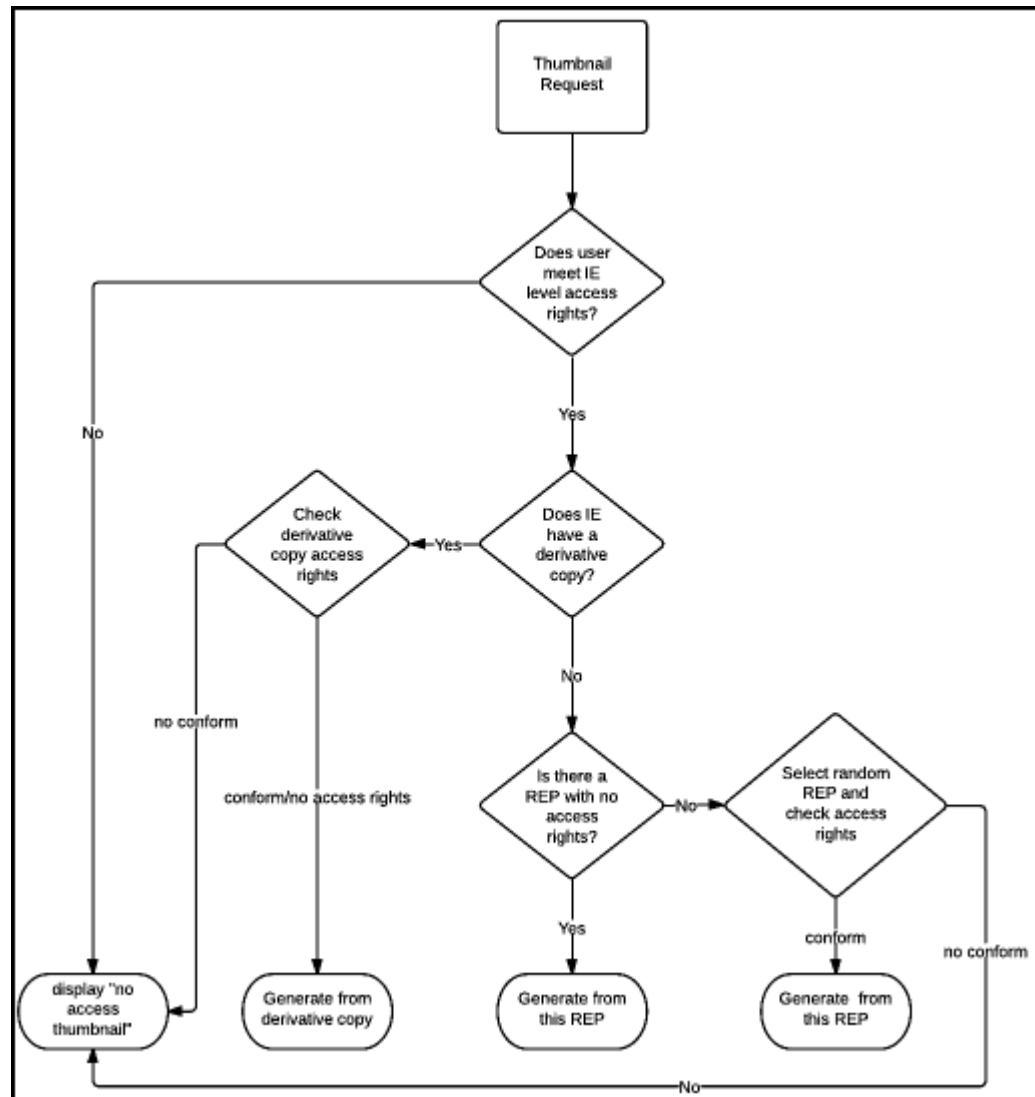 Thumbnail
Request
Does user
meet IE
level access
rights?
No
Yes
Check
derivative
copy access
rights
Yes
Does IE
have a
derivative
copy?
No
no conform
conform/no access rights
Is there a
REP with no
access
rights?
No
Select random
REP and
check access
rights
Yes
conform
no conform
display "no
access
thumbnail"
Generate from
derivative copy
Generate from
this REP
Generate from
this REP
No